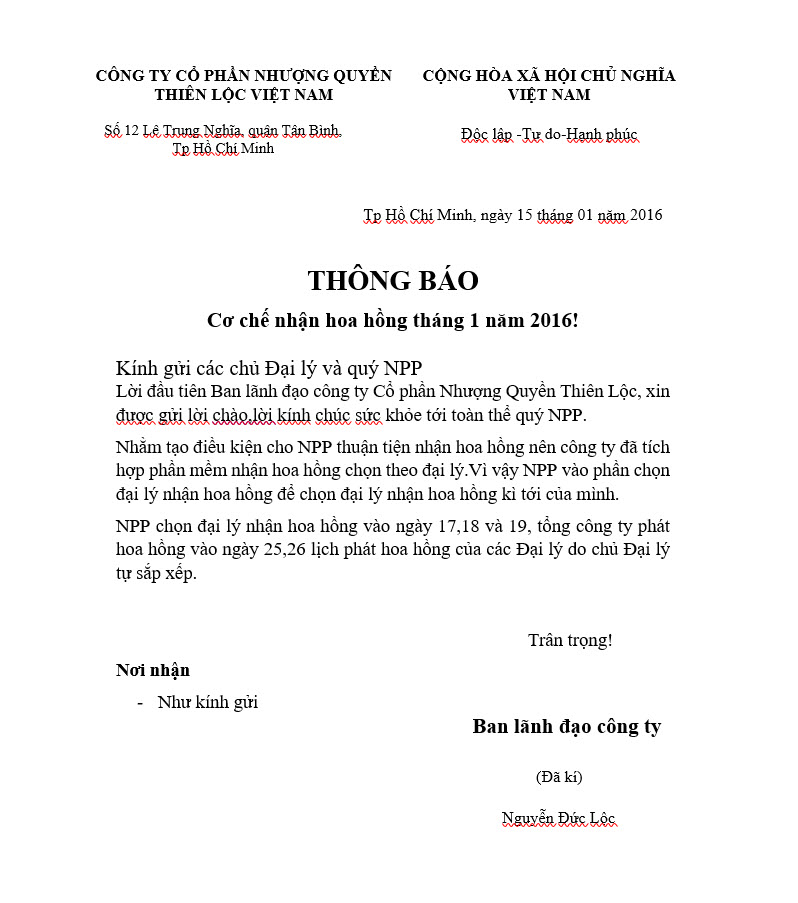 CÔNG TY CỔ PHẦN NHƯỢNG QUYỀN
THIÊN LỘC VIỆT NAM
Số 12 Lê Trung Nghĩa, quận Tân Bình,
Tp Hồ Chí Minh
CỘNG HÒA XÃ HỘI CHỦ NGHĨA
VIỆT NAM
Độc lập -Tự do-Hạnh phúc
Tp Hồ Chí Minh, ngày 15 tháng 01 năm 2016
THÔNG BÁO
Cơ chế nhận hoa hồng tháng 1 năm 2016!
Kính gửi các chủ Đại lý và quý NPP
Lời đầu tiên Ban lãnh đạo công ty Cổ phần Nhượng Quyền Thiên Lộc, xin
được gửi lời chào,lời kính chúc sức khỏe tới toàn thể quý NPP.
Nhằm tạo điều kiện cho NPP thuận tiện nhận hoa hồng nên công ty đã tích
hợp phần mềm nhận hoa hồng chọn theo đại lý.Vì vậy NPP vào phần chọn
đại lý nhận hoa hồng để chọn đại lý nhận hoa hồng kì tới của mình.
NPP chọn đại lý nhận hoa hồng vào ngày 17,18 và 19, tổng công ty phát
hoa hồng vào ngày 25,26 lịch phát hoa hồng của các Đại lý do chủ Đại lý
tự sắp xếp.
Trân trọng!
Nơi nhận
- Như kính gửi
Ban lãnh đạo công ty
(Đã kí)
Nguyễn Đức Lộc